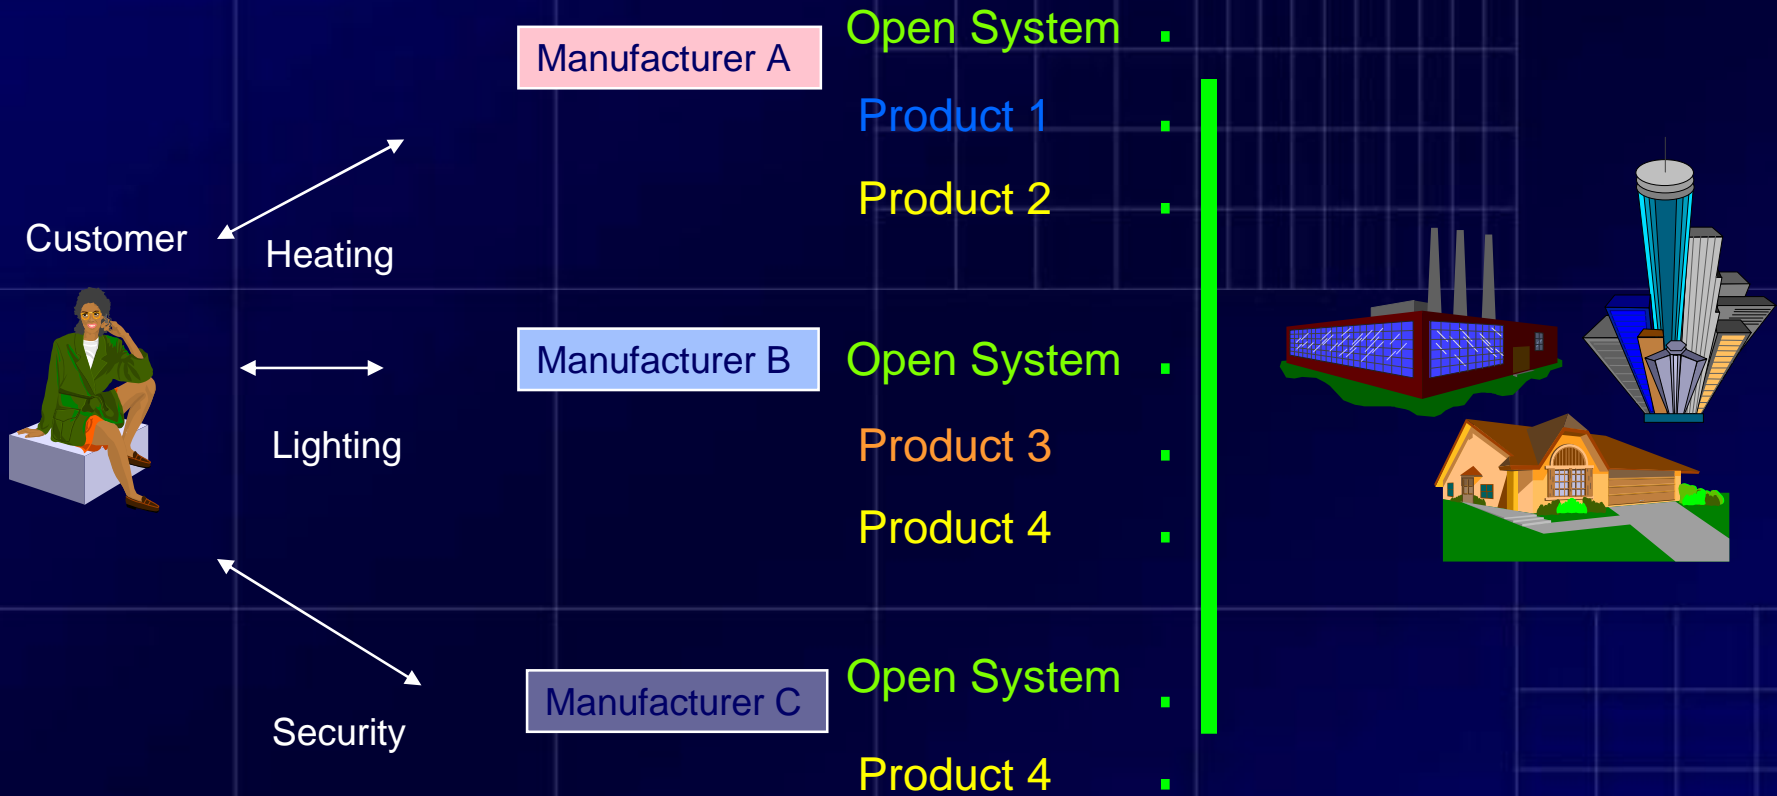 Open System
Manufacturer A
Product 1
Product 2
Customer
Heating
Manufacturer B
Open System
Lighting
Product 3
Product 4
Open System
Manufacturer C
Security
Product 4